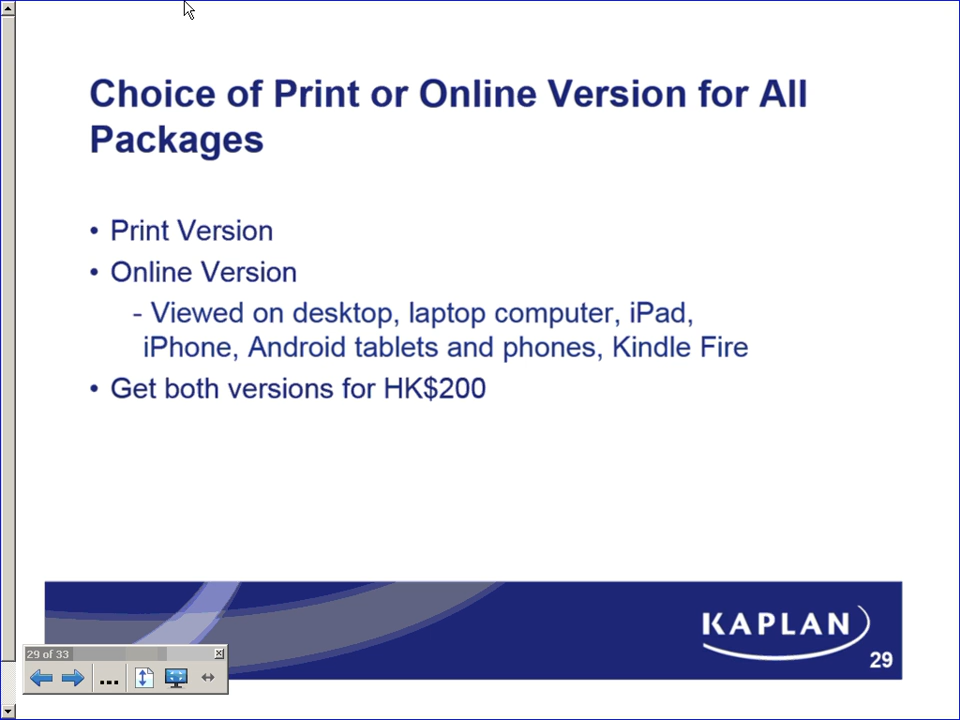 Choice of Print or Online Version for All
Packages
• Print Version
• Online Version
- Viewed on desktop, laptop computer, iPad,
iPhone, Android tablets and phones, Kindle Fire
• Get both versions for HK$200
KAPLAN
29
29 of 33
...